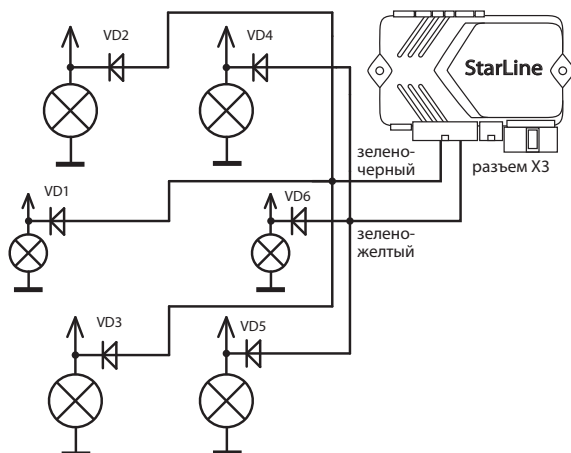 VD2
VD4
StarLine
зелено-
черный
разъем X3
VD1
VD6
зелено-
желтый
VD3
VD5